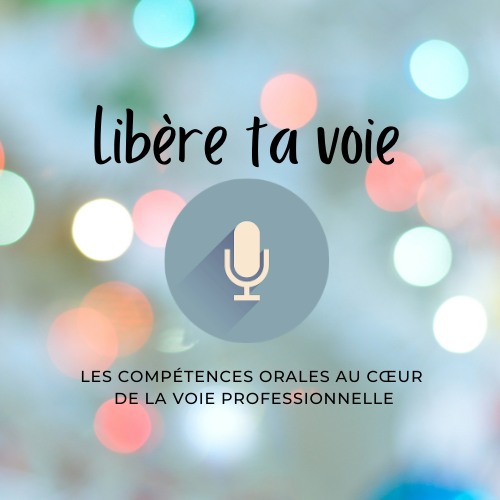 Libère ta voie
LES COMPÉTENCES ORALES AU CŒUR
DE LA VOIE PROFESSIONNELLE